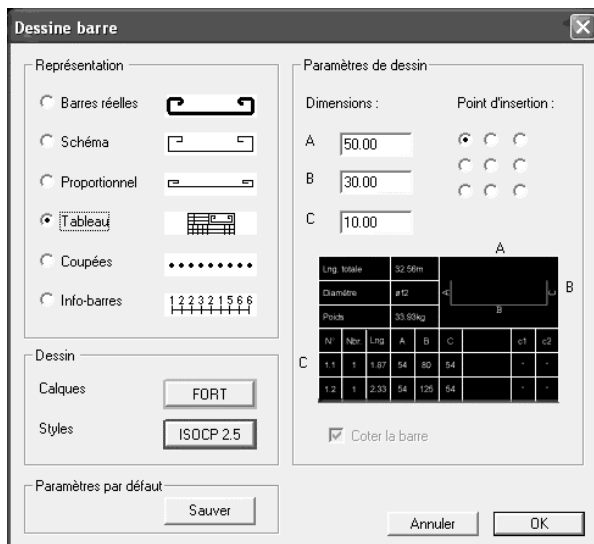 Dessine barre
Représentation
Barres réelles
Schéma
Proportionnel
Tableau
Coupées
Info-barres
1 2 2 3 2 1 5 6 6
Dessin
Calques
FORT
Styles
ISOCP 2.5
Paramètres par défaut
Sauver
Paramètres de dessin
Dimensions :
Point d'insertion :
A
50.00
B
30.00
C
10.00
A
B
C
Lng. totale 32.56m
Diamètre ø12
Poids 33.93kg
A B C
N° Nbr. Lng A B C c1 c2
1.1 1 1.87 54 80 54 - -
1.2 1 2.33 54 125 54 - -
Coter la barre
Annuler
OK